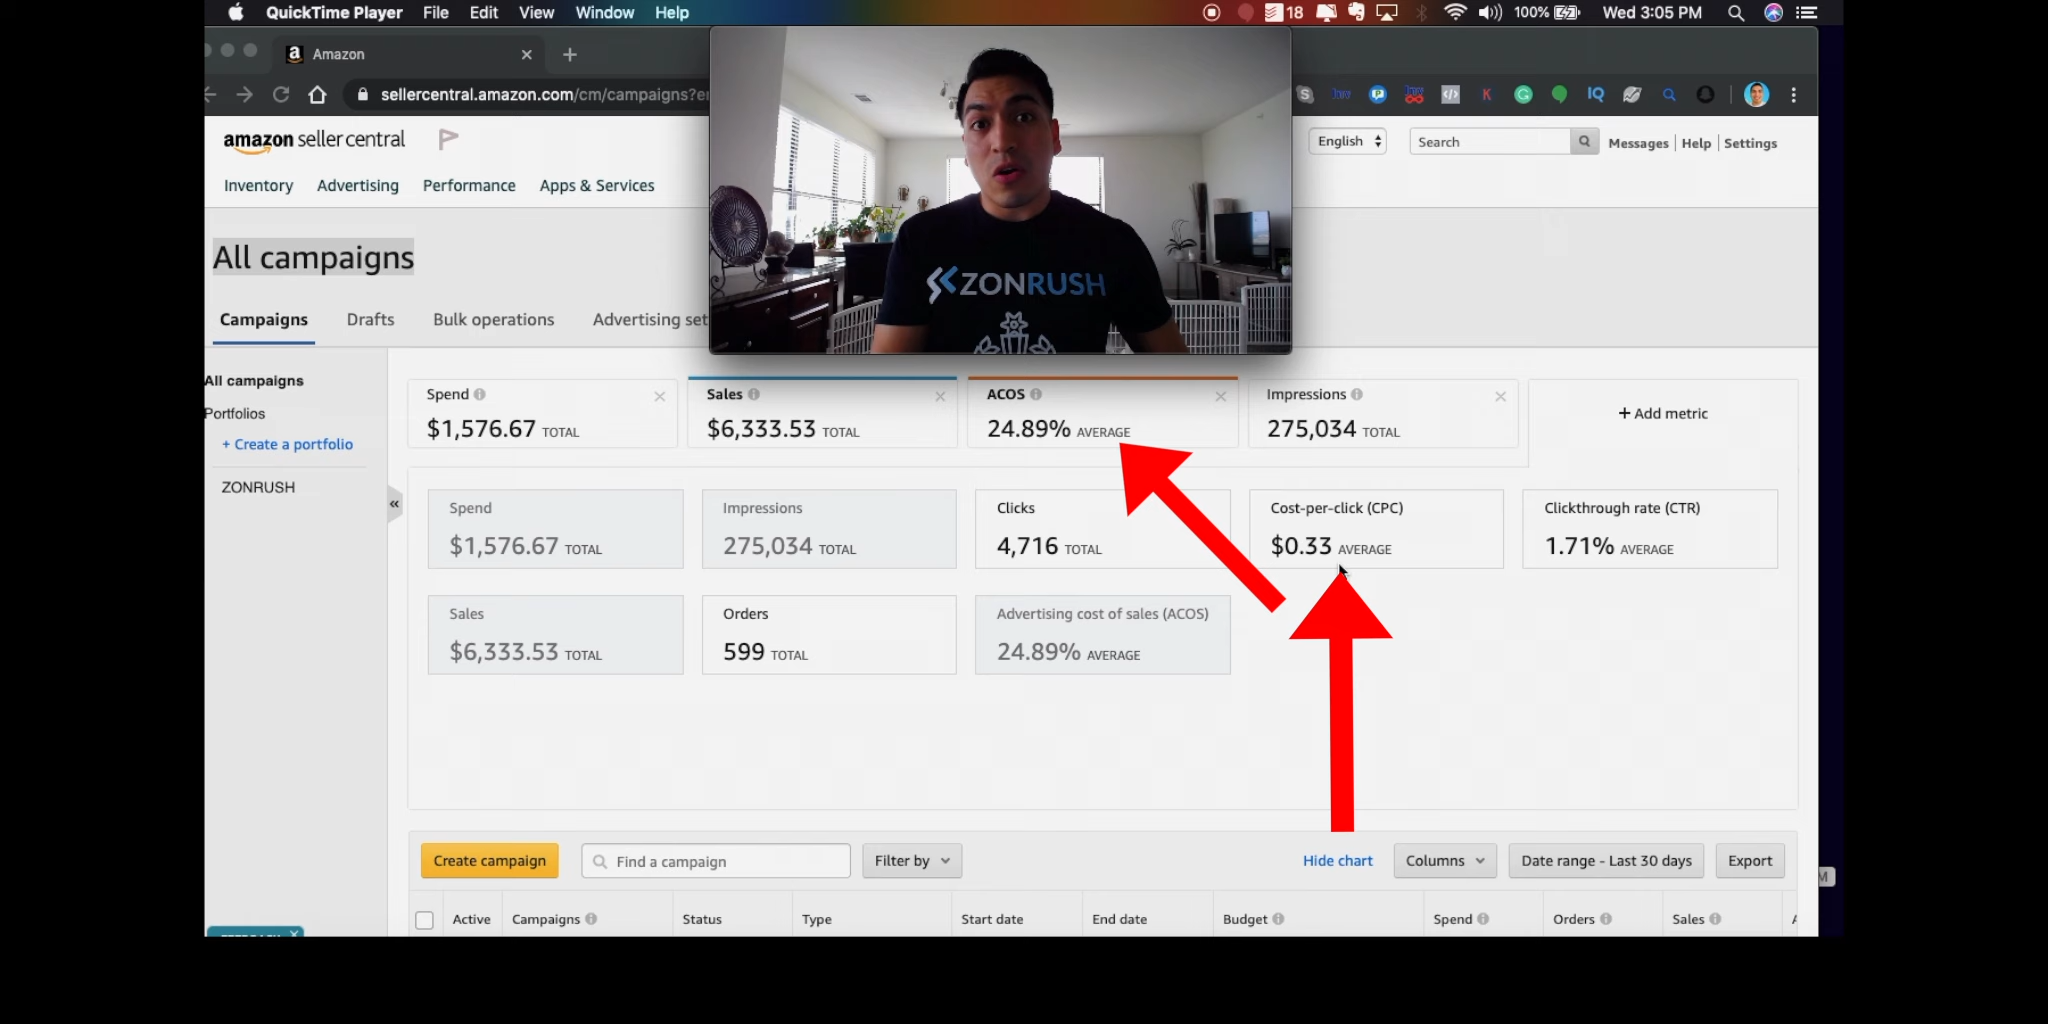 QuickTime Player File Edit View Window Help 18 100% Wed 3:05 PM
a Amazon
sellercentral.amazon.com/cm/campaigns?
S K G IQ
amazon seller central English Search Messages Help Settings
Inventory Advertising Performance Apps & Services
All campaigns
ZONRUSH
Campaigns Drafts Bulk operations Advertising set
All campaigns
Portfolios
+ Create a portfolio
ZONRUSH
Spend Sales ACOS Impressions
$1,576.67 TOTAL $6,333.53 TOTAL 24.89% AVERAGE 275,034 TOTAL
+ Add metric
Spend Impressions Clicks Cost-per-click (CPC) Clickthrough rate (CTR)
$1,576.67 TOTAL 275,034 TOTAL 4,716 TOTAL $0.33 AVERAGE 1.71% AVERAGE
Sales Orders Advertising cost of sales (ACOS)
$6,333.53 TOTAL 599 TOTAL 24.89% AVERAGE
Create campaign Find a campaign Filter by Hide chart Columns Date range - Last 30 days Export
M
Active Campaigns Status Type Start date End date Budget Spend Orders Sales